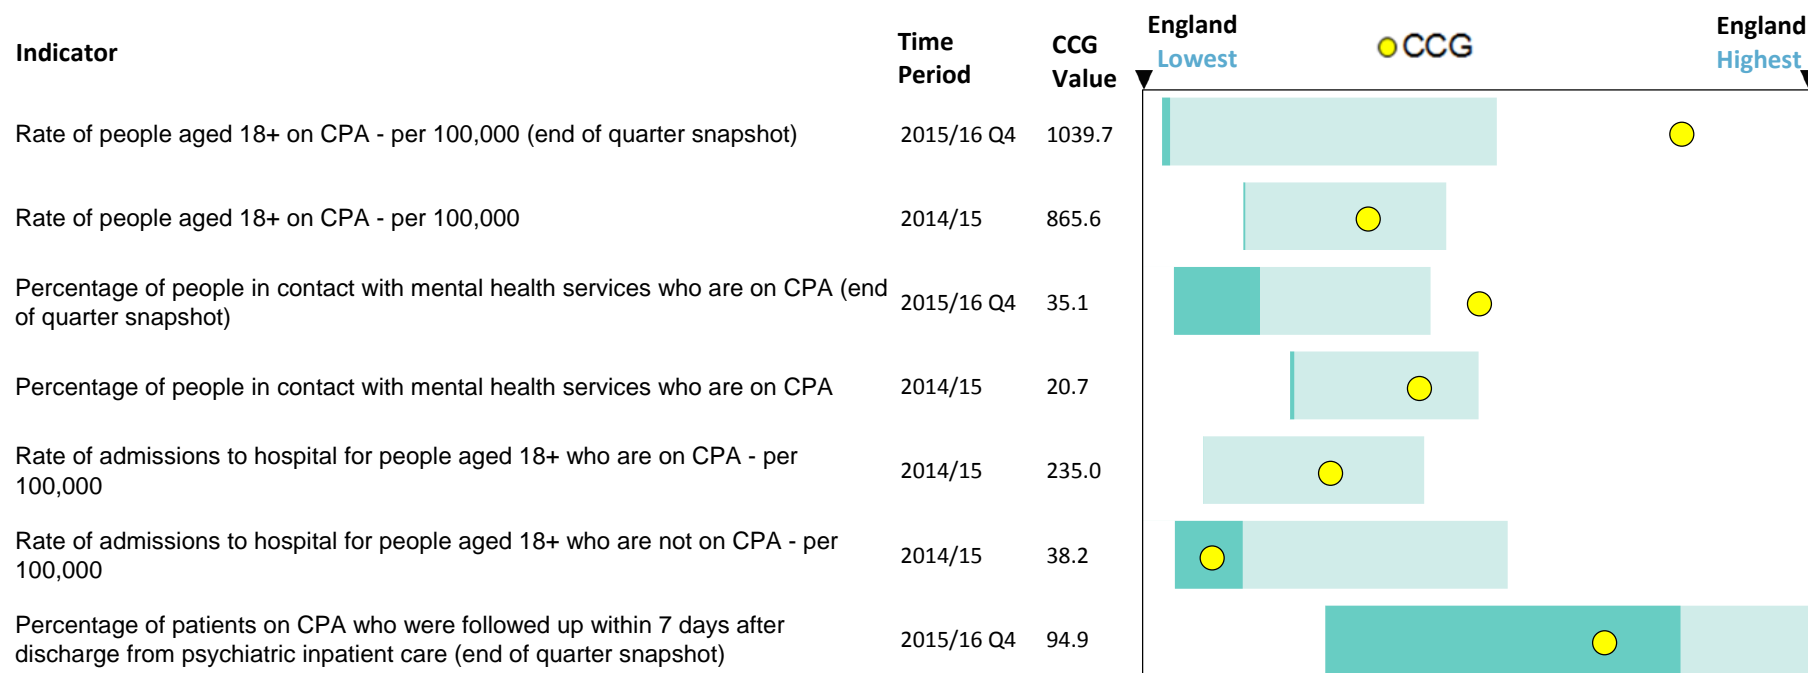 Indicator
Time Period
CCG Value
England Lowest
CCG
England Highest
Rate of people aged 18+ on CPA - per 100,000 (end of quarter snapshot)
2015/16 Q4
1039.7
Rate of people aged 18+ on CPA - per 100,000
2014/15
865.6
Percentage of people in contact with mental health services who are on CPA (end
of quarter snapshot)
2015/16 Q4
35.1
Percentage of people in contact with mental health services who are on CPA
2014/15
20.7
Rate of admissions to hospital for people aged 18+ who are on CPA - per
100,000
2014/15
235.0
Rate of admissions to hospital for people aged 18+ who are not on CPA - per
100,000
2014/15
38.2
Percentage of patients on CPA who were followed up within 7 days after
discharge from psychiatric inpatient care (end of quarter snapshot)
2015/16 Q4
94.9